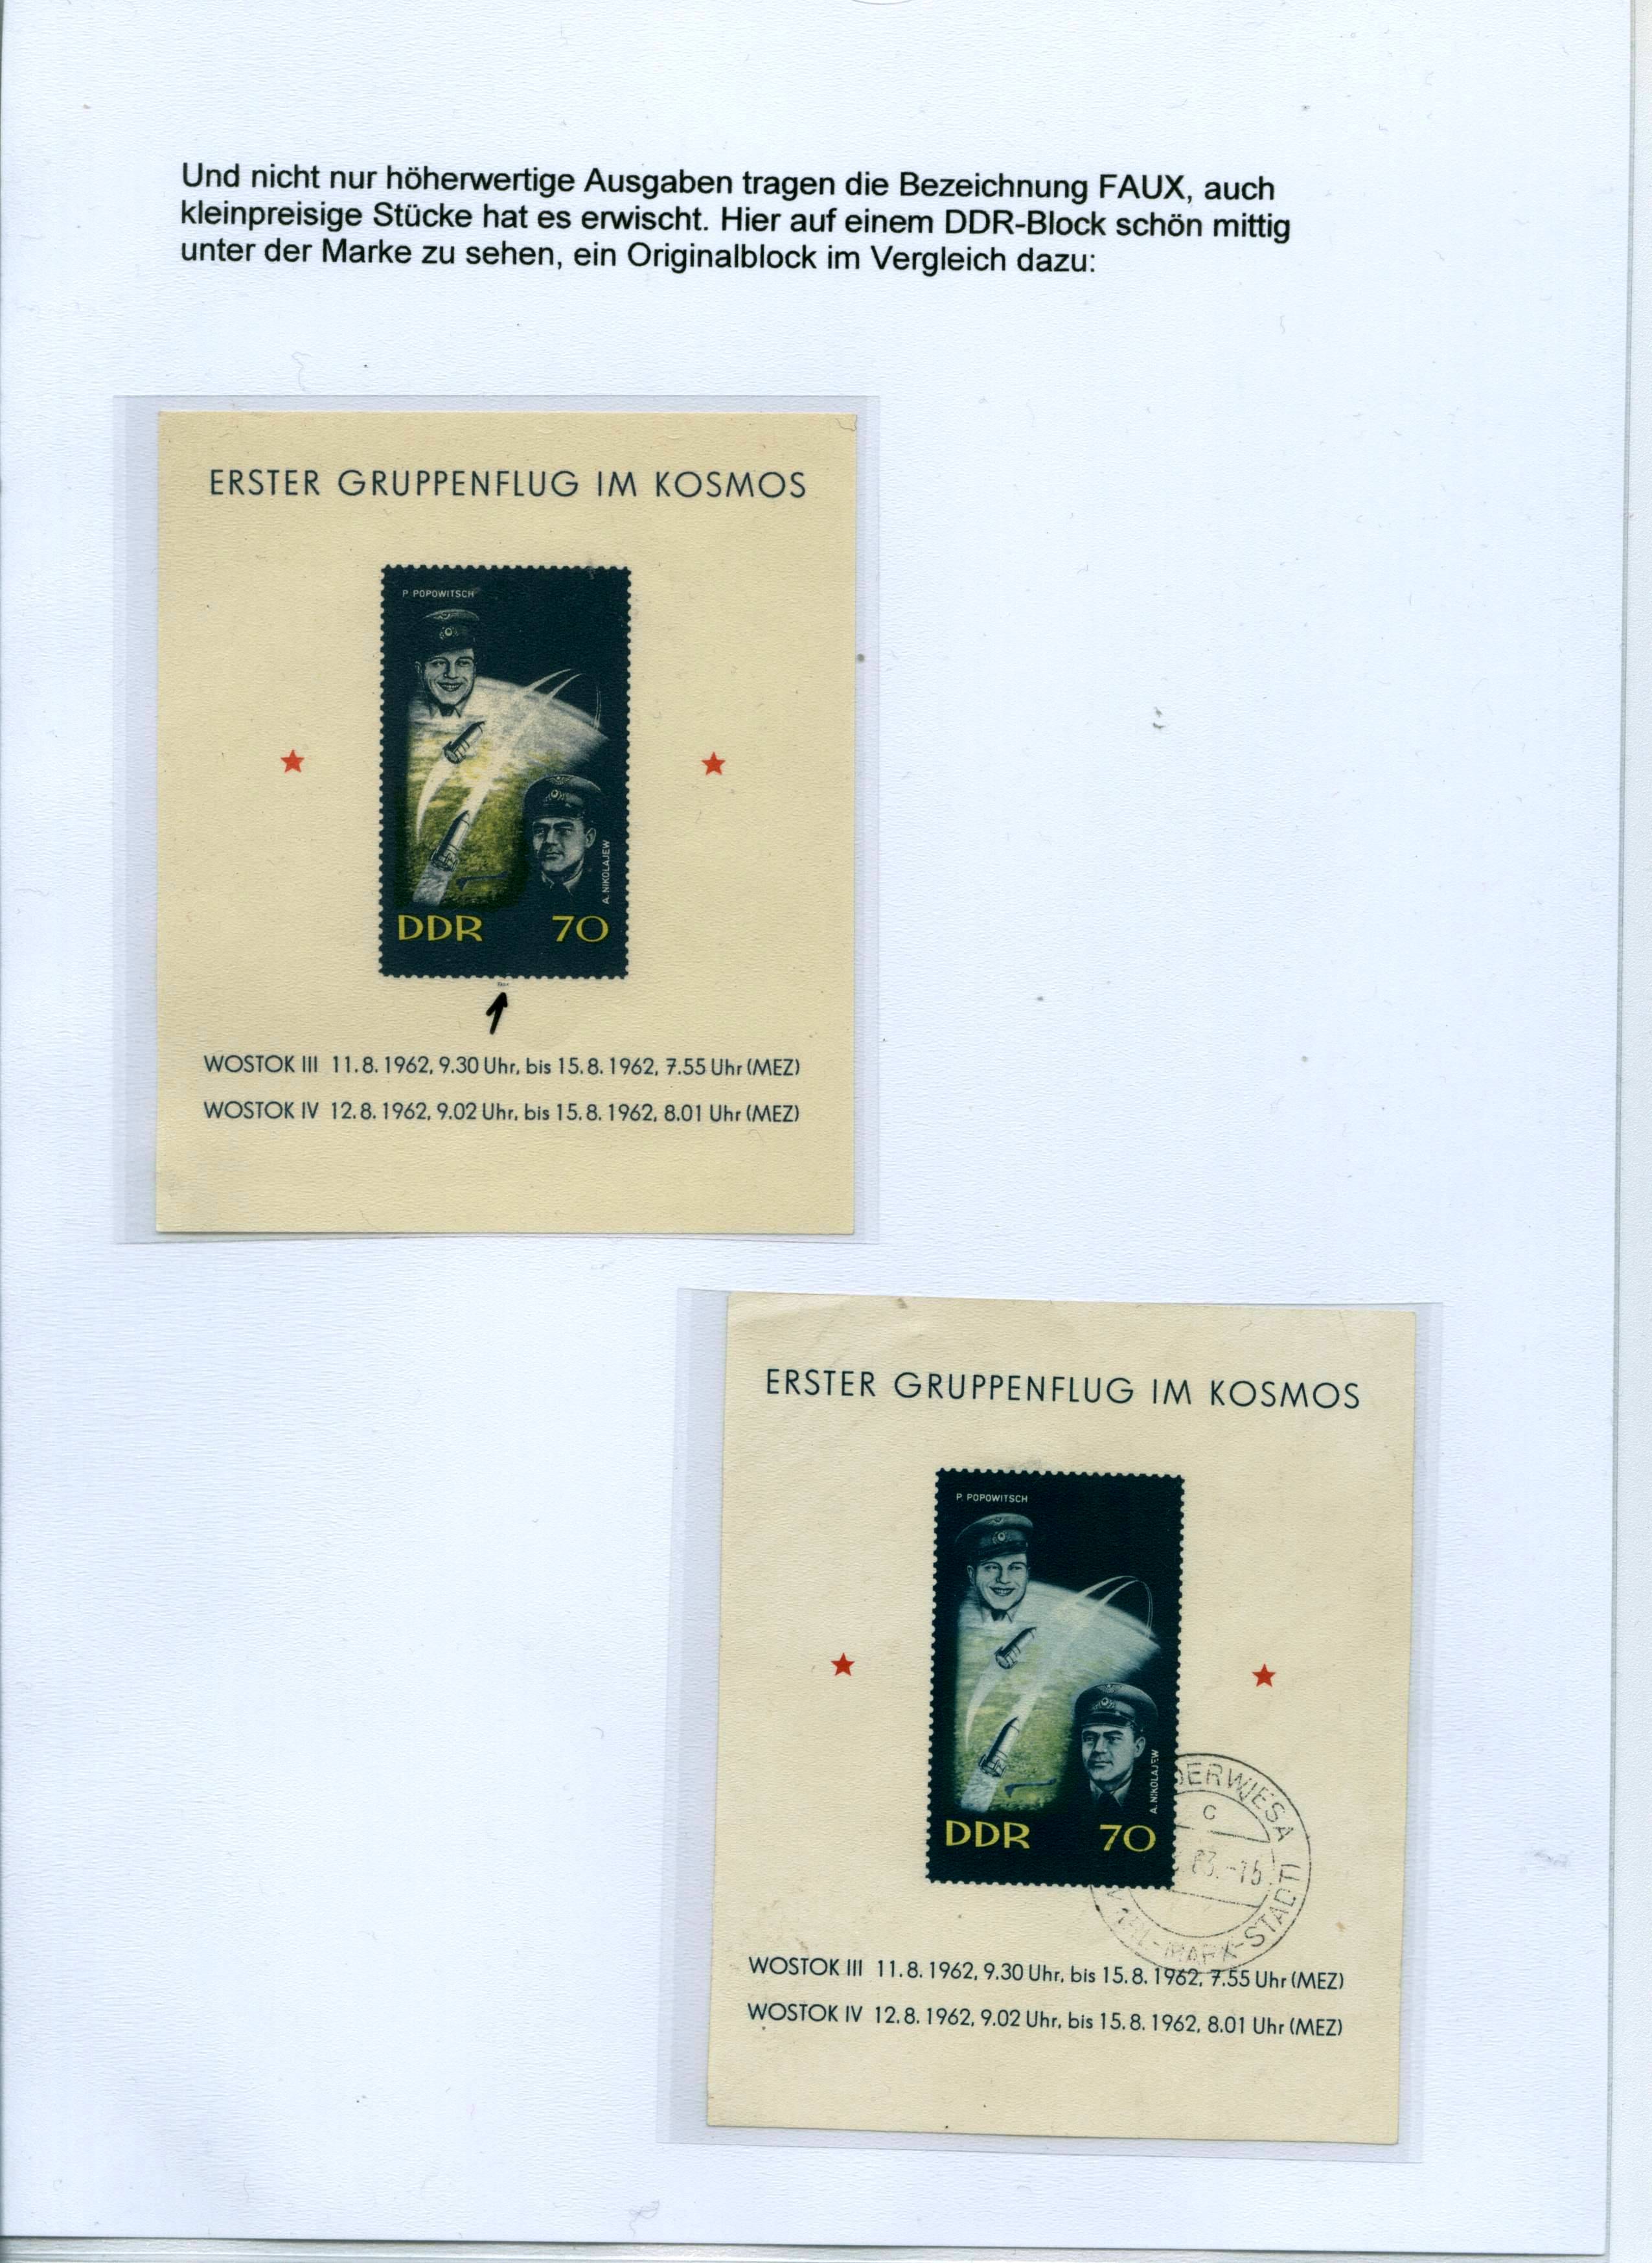 Und nicht nur höherwertige Ausgaben tragen die Bezeichnung FAUX, auch
kleinpreisige Stücke hat es erwischt. Hier auf einem DDR-Block schön mittig
unter der Marke zu sehen, ein Originalblock im Vergleich dazu:
ERSTER GRUPPENFLUG IM KOSMOS
P. POPOWITSCH
A. NIKOLAJEW
DDR 70
WOSTOK III 11.8.1962, 9.30 Uhr, bis 15.8.1962, 7.55 Uhr (MEZ)
WOSTOK IV 12.8.1962, 9.02 Uhr, bis 15.8.1962, 8.01 Uhr (MEZ)
ERSTER GRUPPENFLUG IM KOSMOS
P. POPOWITSCH
A. NIKOLAJEW
DDR 70
DERWIESA
c
63.-15
MARX-STADT)
WOSTOK III 11.8.1962, 9.30 Uhr, bis 15.8.1962, 7.55 Uhr (MEZ)
WOSTOK IV 12.8.1962, 9.02 Uhr, bis 15.8.1962, 8.01 Uhr (MEZ)